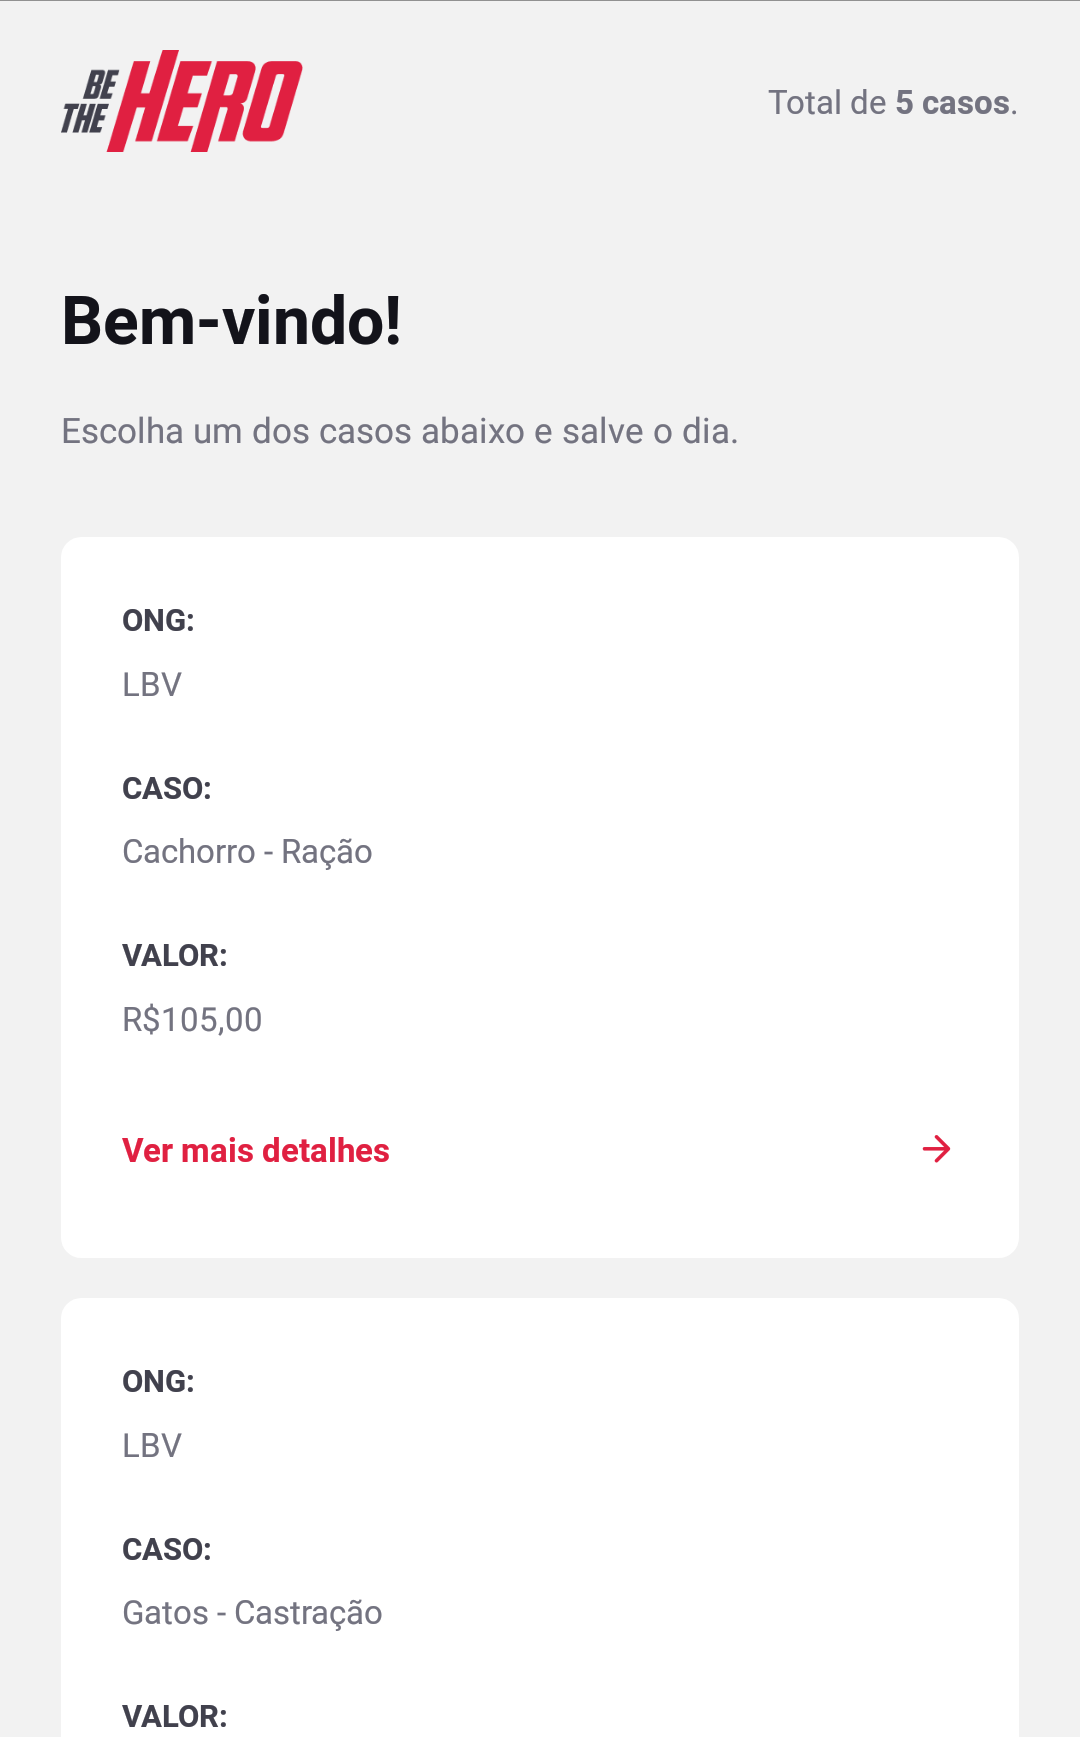 BE
THE HERO
Total de 5 casos.
Bem-vindo!
Escolha um dos casos abaixo e salve o dia.
ONG:
LBV
CASO:
Cachorro - Ração
VALOR:
R$105,00
Ver mais detalhes
ONG:
LBV
CASO:
Gatos - Castração
VALOR: